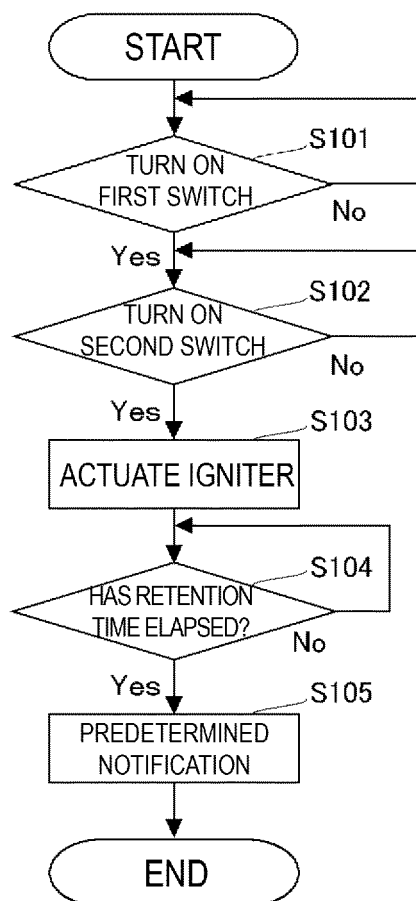 START
S101
TURN ON
FIRST SWITCH
No
Yes
S102
TURN ON
SECOND SWITCH
No
Yes
S103
ACTUATE IGNITER
S104
HAS RETENTION
TIME ELAPSED?
No
Yes
S105
PREDETERMINED
NOTIFICATION
END